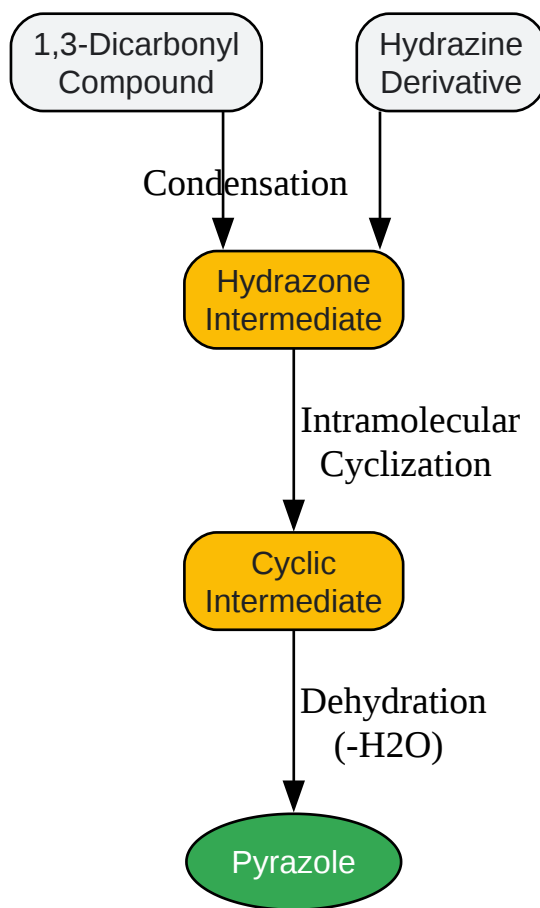 1,3-Dicarbonyl
Compound
Hydrazine
Derivative
Condensation
Hydrazone
Intermediate
Intramolecular
Cyclization
Cyclic
Intermediate
Dehydration
(-H2O)
Pyrazole